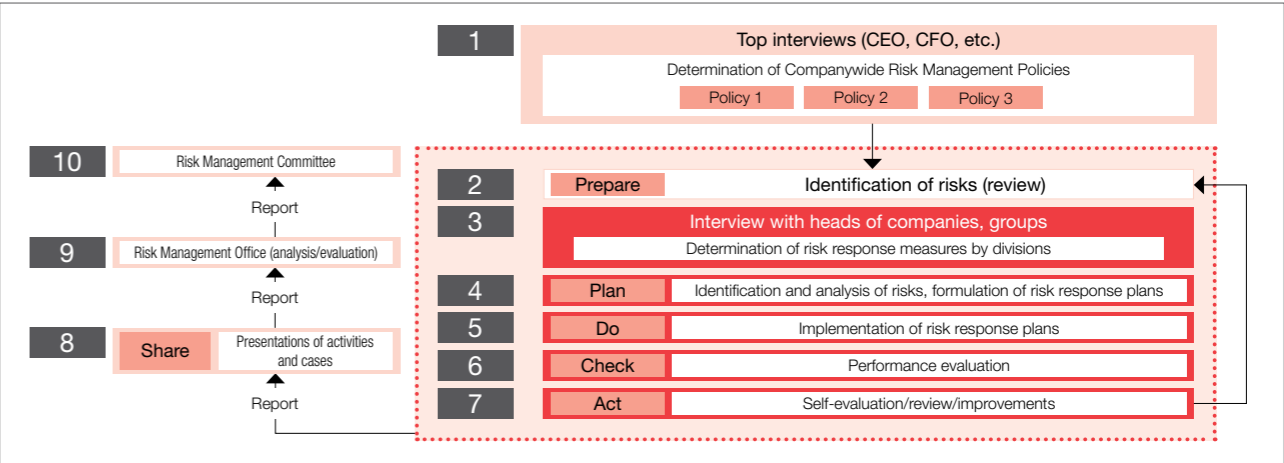 1
Top interviews (CEO, CFO, etc.)
Determination of Companywide Risk Management Policies
Policy 1
Policy 2
Policy 3
2
Prepare
Identification of risks (review)
3
Interview with heads of companies, groups
Determination of risk response measures by divisions
4
Plan
Identification and analysis of risks, formulation of risk response plans
5
Do
Implementation of risk response plans
6
Check
Performance evaluation
7
Act
Self-evaluation/review/improvements
Report
8
Share
Presentations of activities
and cases
Report
9
Risk Management Office (analysis/evaluation)
Report
10
Risk Management Committee